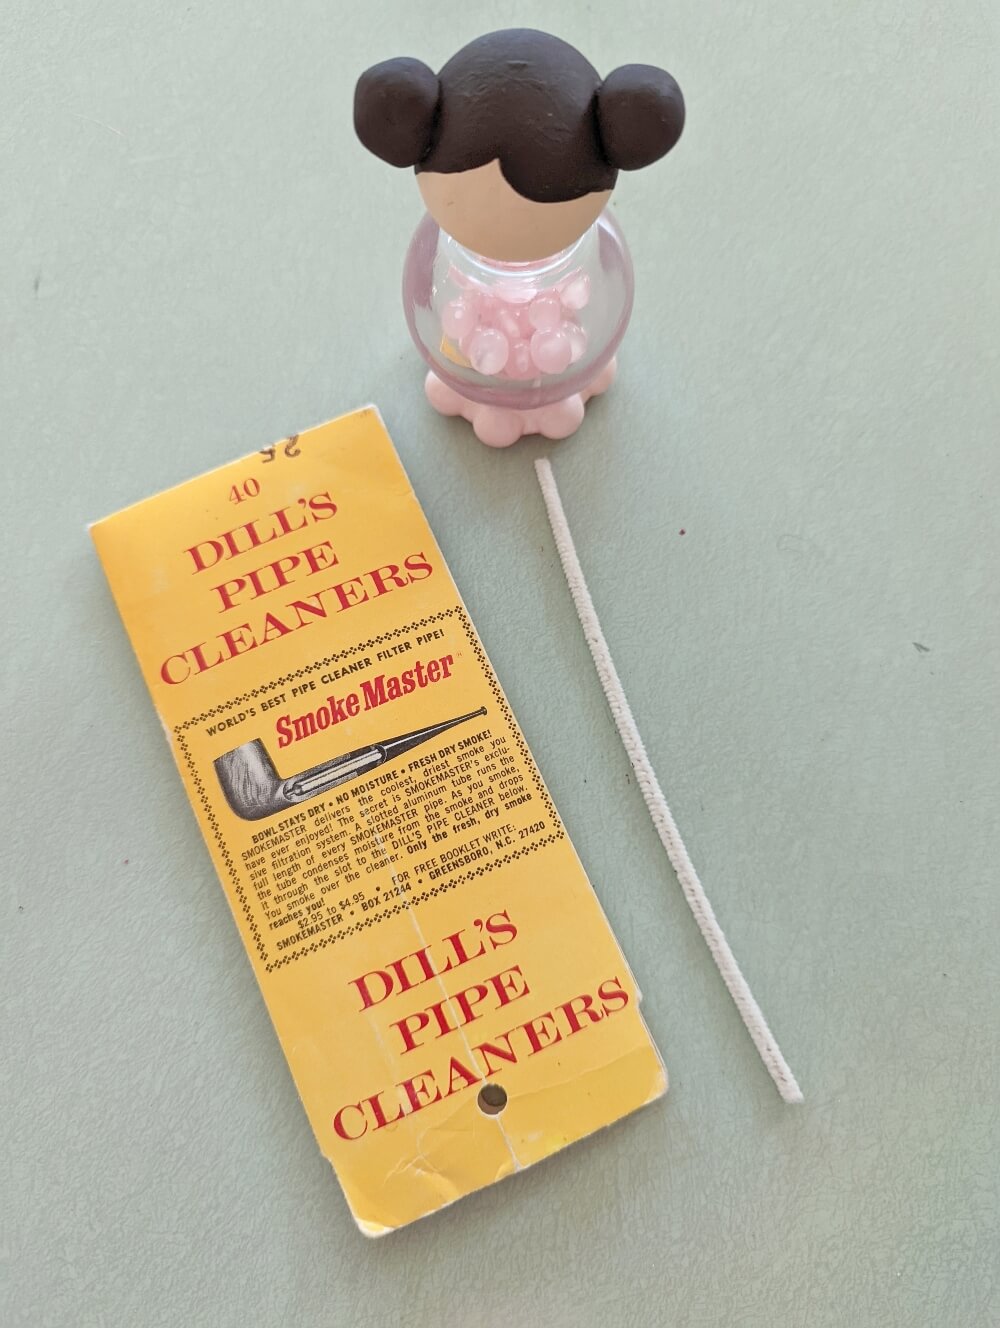 25
40
DILL'S
PIPE
CLEANERS
WORLD'S BEST PIPE CLEANER FILTER PIPE!
SmokeMaster
BOWL STAYS DRY • NO MOISTURE • FRESH DRY SMOKE!
SMOKEMASTER delivers the coolest, driest smoke you
have ever enjoyed! The secret is SMOKEMASTER'S exclu-
sive filtration system. A slotted aluminum tube runs the
full length of every SMOKEMASTER pipe. As you smoke,
the tube condenses moisture from the smoke and drops
it through the slot to the DILL'S PIPE CLEANER below.
You smoke over the cleaner. Only the fresh, dry smoke
reaches you!
$2.95 to $4.95 • FOR FREE BOOKLET WRITE:
SMOKEMASTER • BOX 21244 • GREENSBORO, N.C. 27420
DILL'S
PIPE
CLEANERS